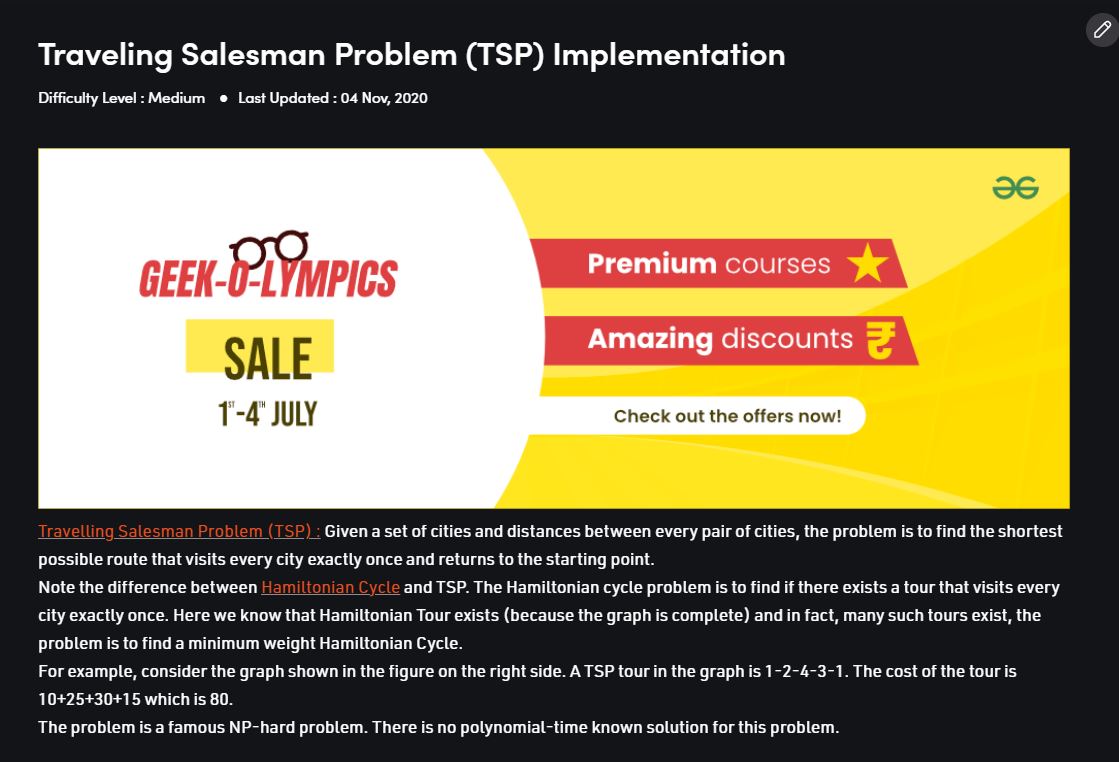 Traveling Salesman Problem (TSP) Implementation
Difficulty Level : Medium ● Last Updated : 04 Nov, 2020
GEEK-O-LYMPICS
SALE
1ST-4TH JULY
Premium courses
Amazing discounts ₹
Check out the offers now!
Travelling Salesman Problem (TSP) : Given a set of cities and distances between every pair of cities, the problem is to find the shortest
possible route that visits every city exactly once and returns to the starting point.
Note the difference between Hamiltonian Cycle and TSP. The Hamiltonian cycle problem is to find if there exists a tour that visits every
city exactly once. Here we know that Hamiltonian Tour exists (because the graph is complete) and in fact, many such tours exist, the
problem is to find a minimum weight Hamiltonian Cycle.
For example, consider the graph shown in the figure on the right side. A TSP tour in the graph is 1-2-4-3-1. The cost of the tour is
10+25+30+15 which is 80.
The problem is a famous NP-hard problem. There is no polynomial-time known solution for this problem.